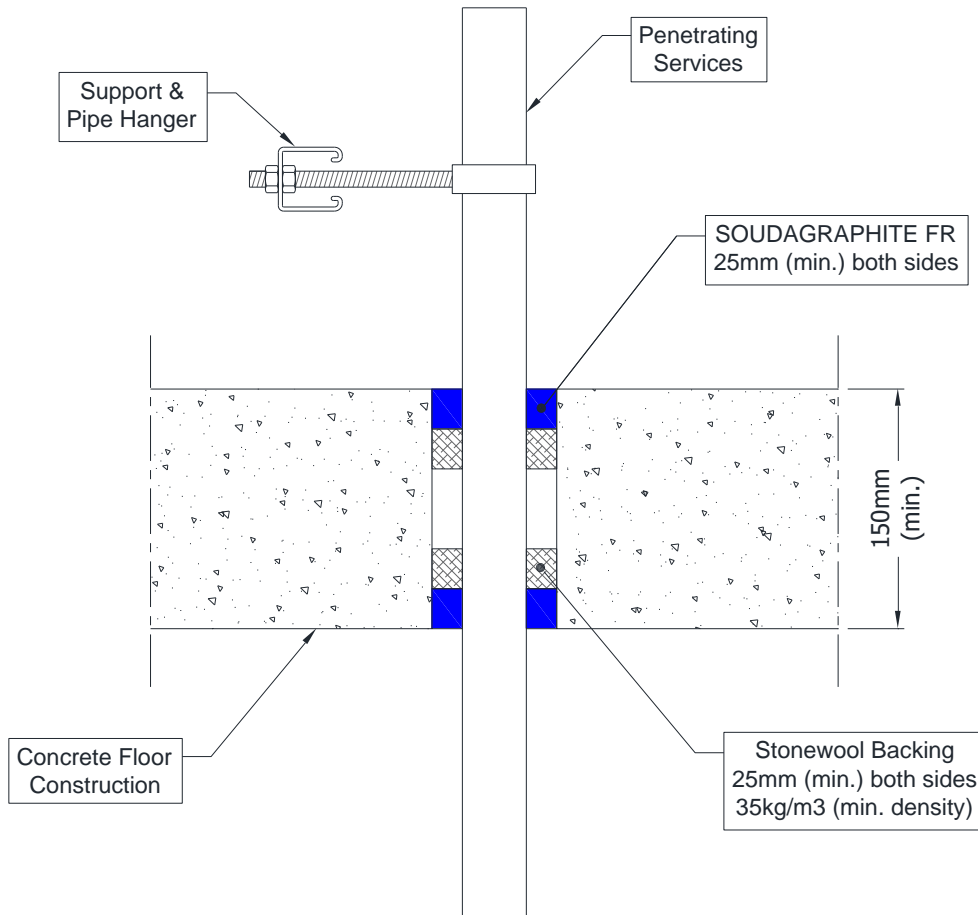 Penetrating
Services
Support &
Pipe Hanger
SOUDAGRAPHITE FR
25mm (min.) both sides
150mm
(min.)
Concrete Floor
Construction
Stonewool Backing
25mm (min.) both sides
35kg/m3 (min. density)